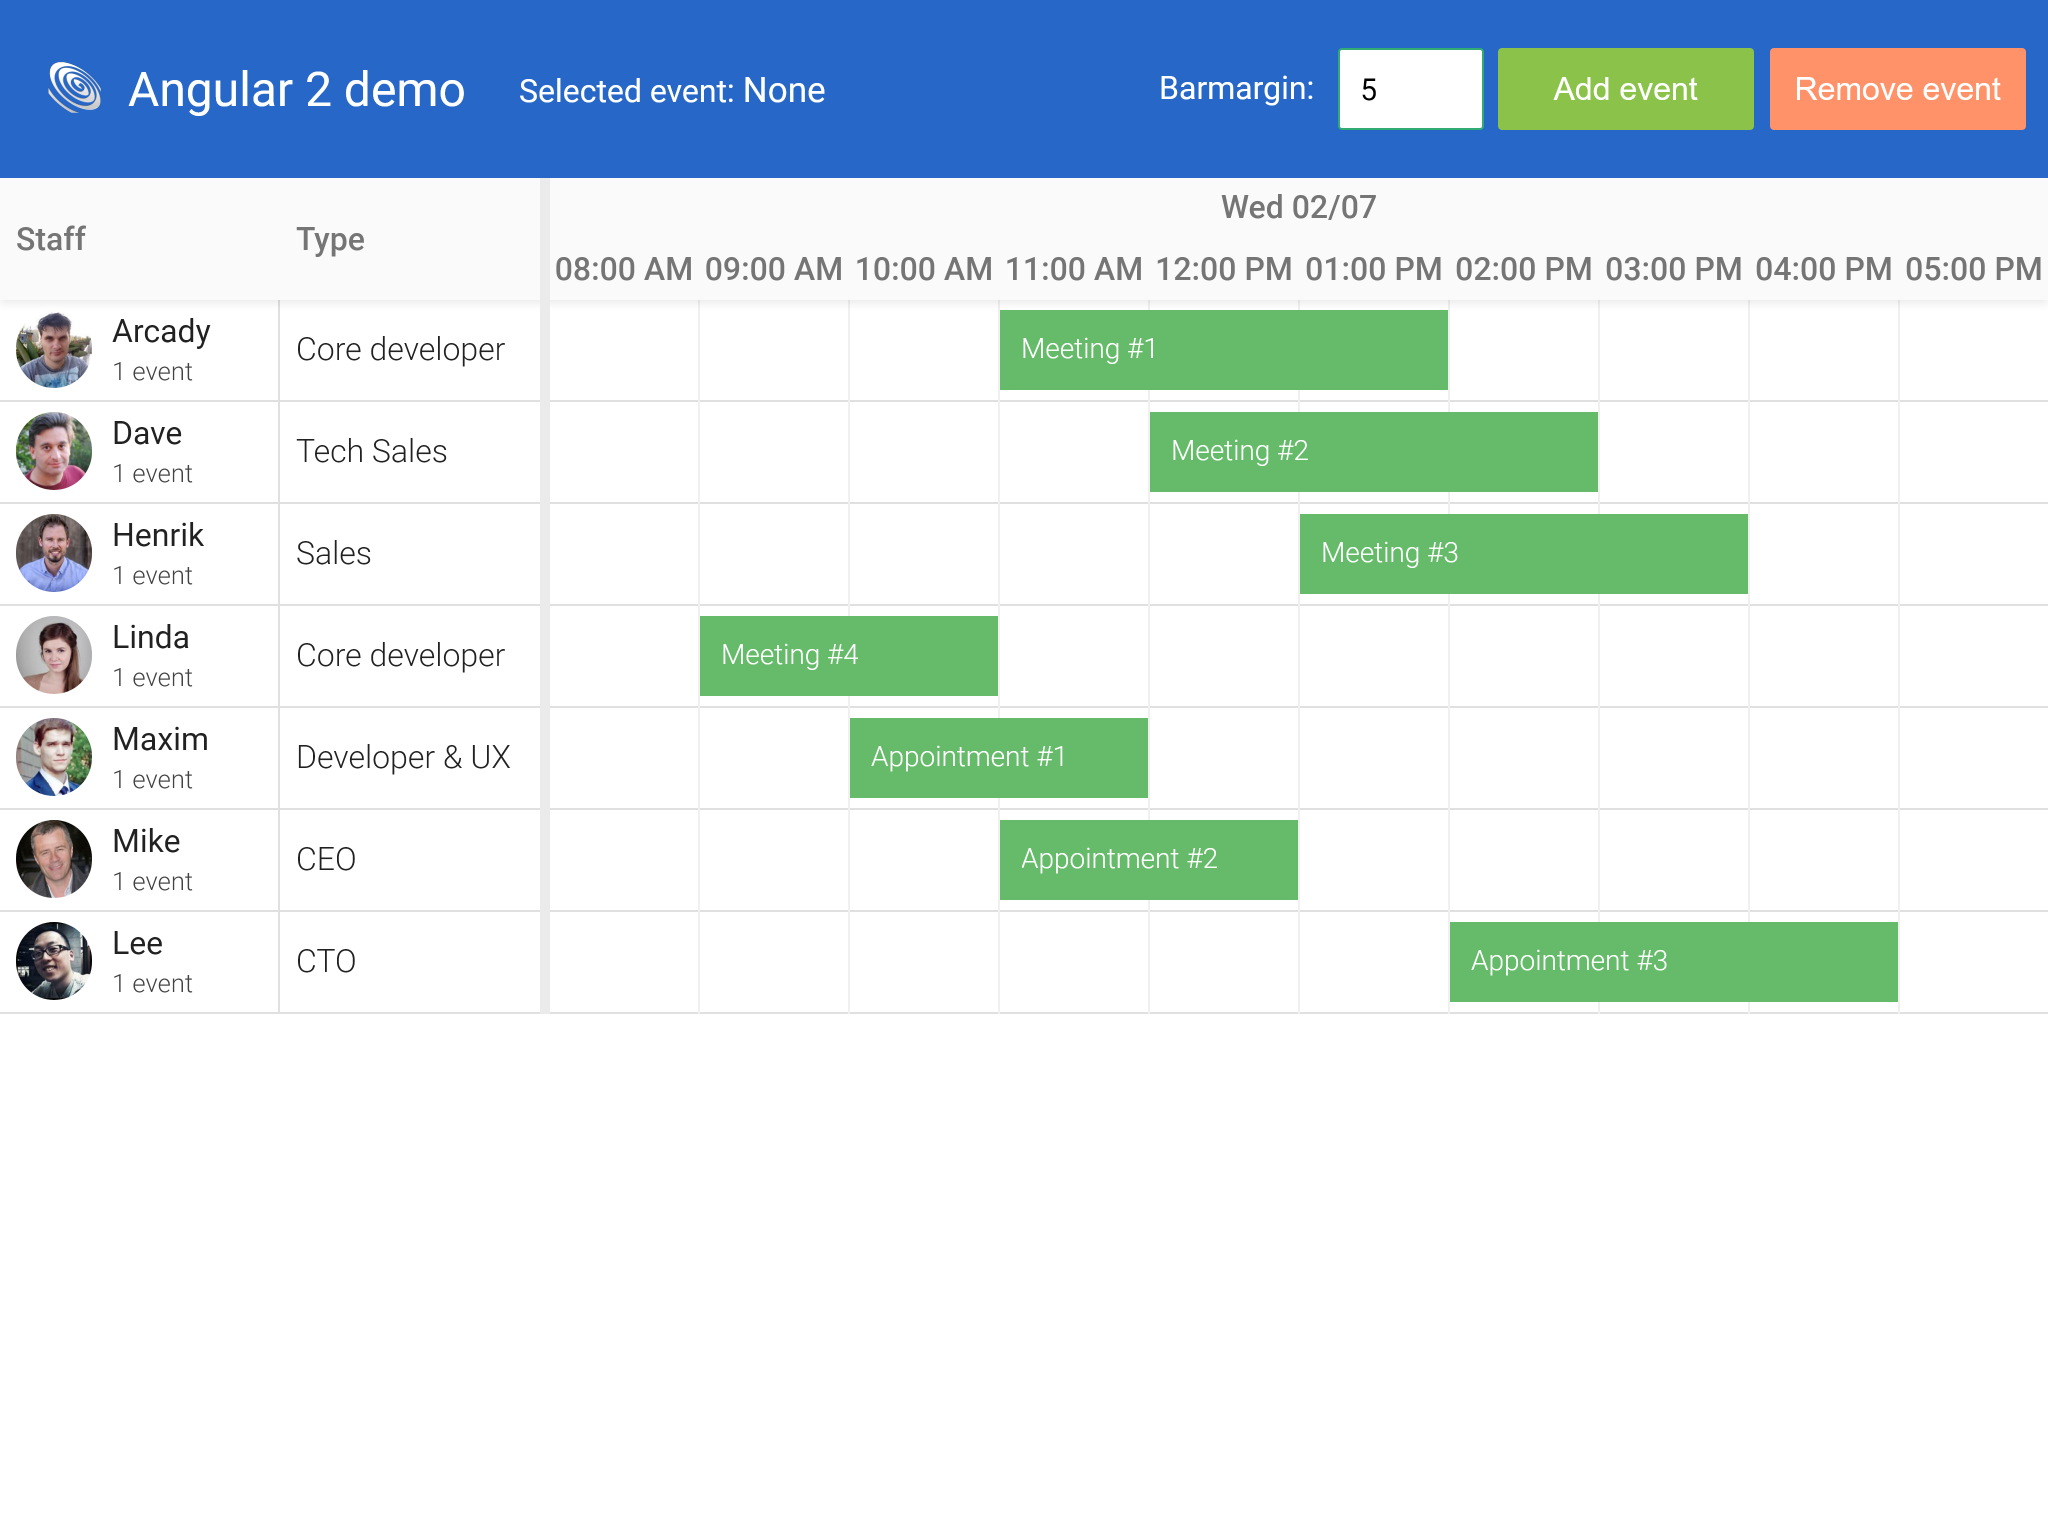 Angular 2 demo
Selected event: None
Barmargin:
5
Add event
Remove event
Staff
Type
Wed 02/07
08:00 AM 09:00 AM 10:00 AM 11:00 AM 12:00 PM 01:00 PM 02:00 PM 03:00 PM 04:00 PM 05:00 PM
Arcady
1 event
Core developer
Meeting #1
Dave
1 event
Tech Sales
Meeting #2
Henrik
1 event
Sales
Meeting #3
Linda
1 event
Core developer
Meeting #4
Maxim
1 event
Developer & UX
Appointment #1
Mike
1 event
CEO
Appointment #2
Lee
1 event
CTO
Appointment #3